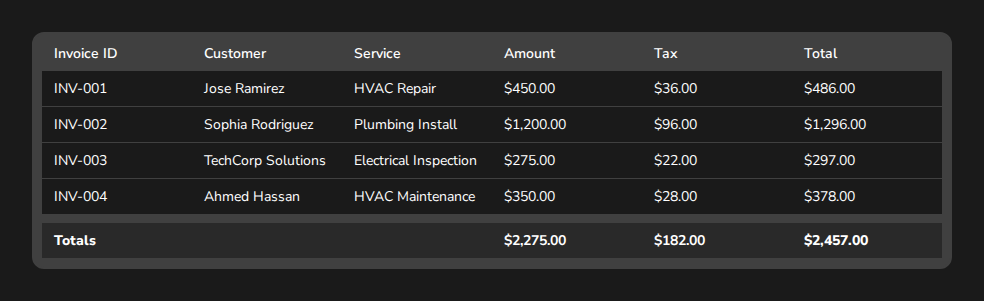 Invoice ID Customer Service Amount Tax Total
INV-001 Jose Ramirez HVAC Repair $450.00 $36.00 $486.00
INV-002 Sophia Rodriguez Plumbing Install $1,200.00 $96.00 $1,296.00
INV-003 TechCorp Solutions Electrical Inspection $275.00 $22.00 $297.00
INV-004 Ahmed Hassan HVAC Maintenance $350.00 $28.00 $378.00
Totals $2,275.00 $182.00 $2,457.00